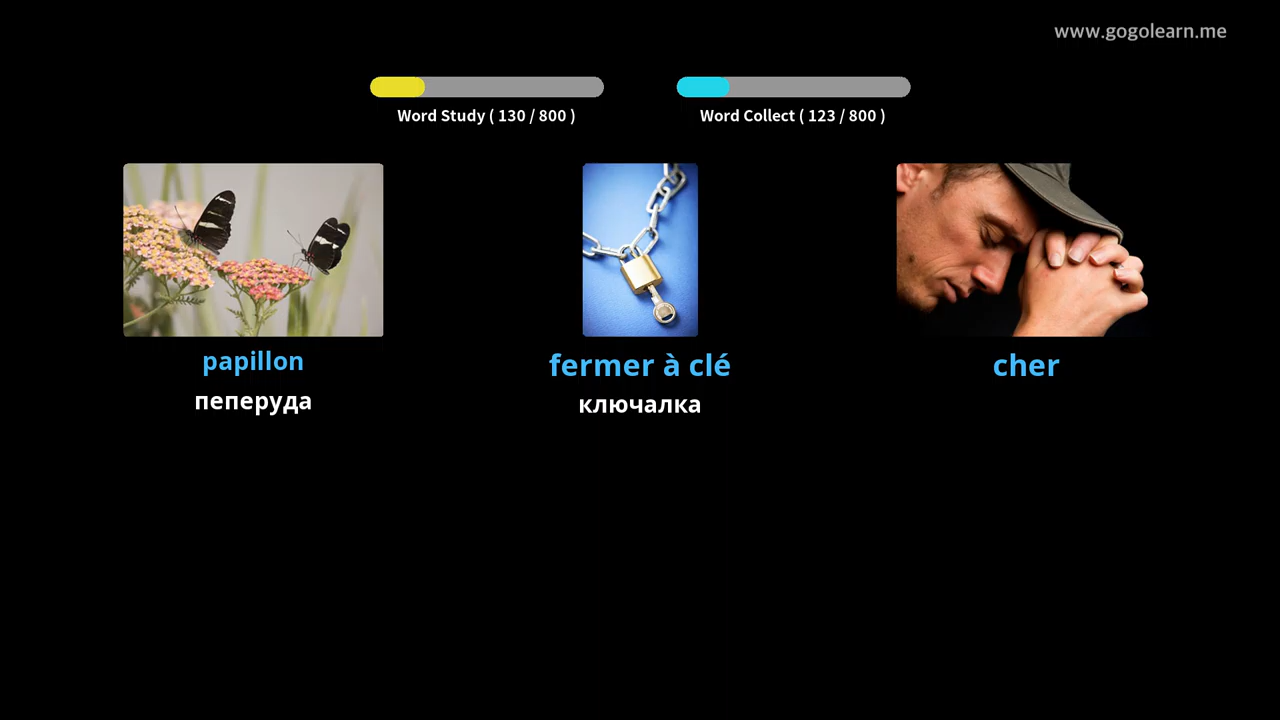 www.gogolearn.me
Word Study ( 130 / 800 )
Word Collect ( 123 / 800 )
papillon
пеперуда
fermer à clé
ключалка
cher